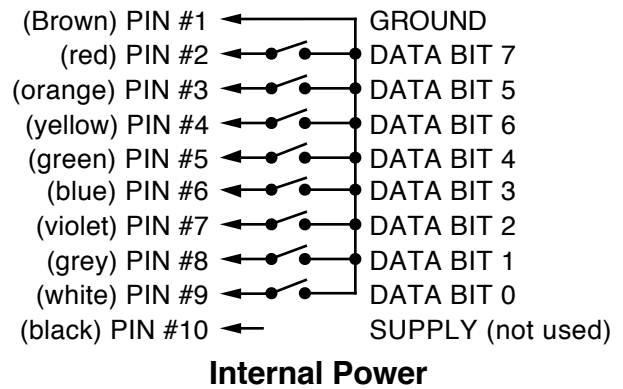 (Brown) PIN #1 GROUND
(red) PIN #2 DATA BIT 7
(orange) PIN #3 DATA BIT 5
(yellow) PIN #4 DATA BIT 6
(green) PIN #5 DATA BIT 4
(blue) PIN #6 DATA BIT 3
(violet) PIN #7 DATA BIT 2
(grey) PIN #8 DATA BIT 1
(white) PIN #9 DATA BIT 0
(black) PIN #10 SUPPLY (not used)
Internal Power